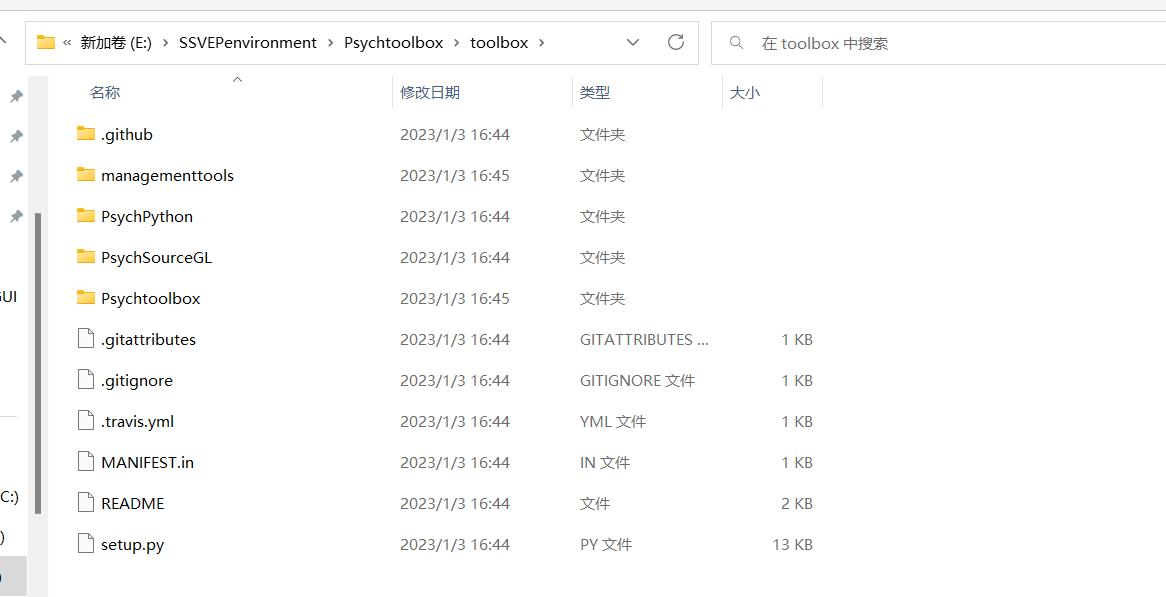 « 新加卷 (E:) › SSVEPenvironment › Psychtoolbox › toolbox ›
在 toolbox 中搜索
名称 修改日期 类型 大小
.github 2023/1/3 16:44 文件夹
managementtools 2023/1/3 16:45 文件夹
PsychPython 2023/1/3 16:44 文件夹
PsychSourceGL 2023/1/3 16:44 文件夹
Psychtoolbox 2023/1/3 16:45 文件夹
.gitattributes 2023/1/3 16:44 GITATTRIBUTES ... 1 KB
.gitignore 2023/1/3 16:44 GITIGNORE 文件 1 KB
.travis.yml 2023/1/3 16:44 YML 文件 1 KB
MANIFEST.in 2023/1/3 16:44 IN 文件 1 KB
README 2023/1/3 16:44 文件 2 KB
setup.py 2023/1/3 16:44 PY 文件 13 KB
C:)
)